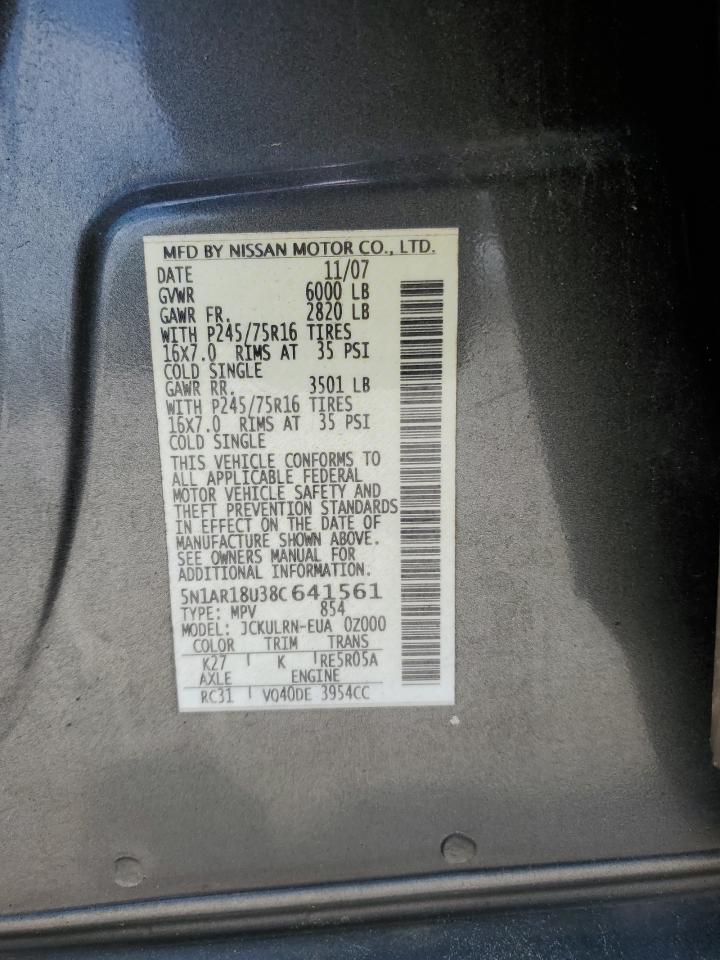 MFD BY NISSAN MOTOR CO., LTD.
DATE 11/07
GVWR 6000 LB
GAWR FR. 2820 LB
WITH P245/75R16 TIRES
16X7.0 RIMS AT 35 PSI
COLD SINGLE
GAWR RR. 3501 LB
WITH P245/75R16 TIRES
16X7.0 RIMS AT 35 PSI
COLD SINGLE
THIS VEHICLE CONFORMS TO
ALL APPLICABLE FEDERAL
MOTOR VEHICLE SAFETY AND
THEFT PREVENTION STANDARDS
IN EFFECT ON THE DATE OF
MANUFACTURE SHOWN ABOVE.
SEE OWNERS MANUAL FOR
ADDITIONAL INFORMATION.
5N1AR18U38C641561
TYPE: MPV 854
MODEL: JCKULRN-EUA 0Z000
COLOR TRIM TRANS
K27 K RE5R05A
AXLE ENGINE
RC31 VQ40DE 3954CC